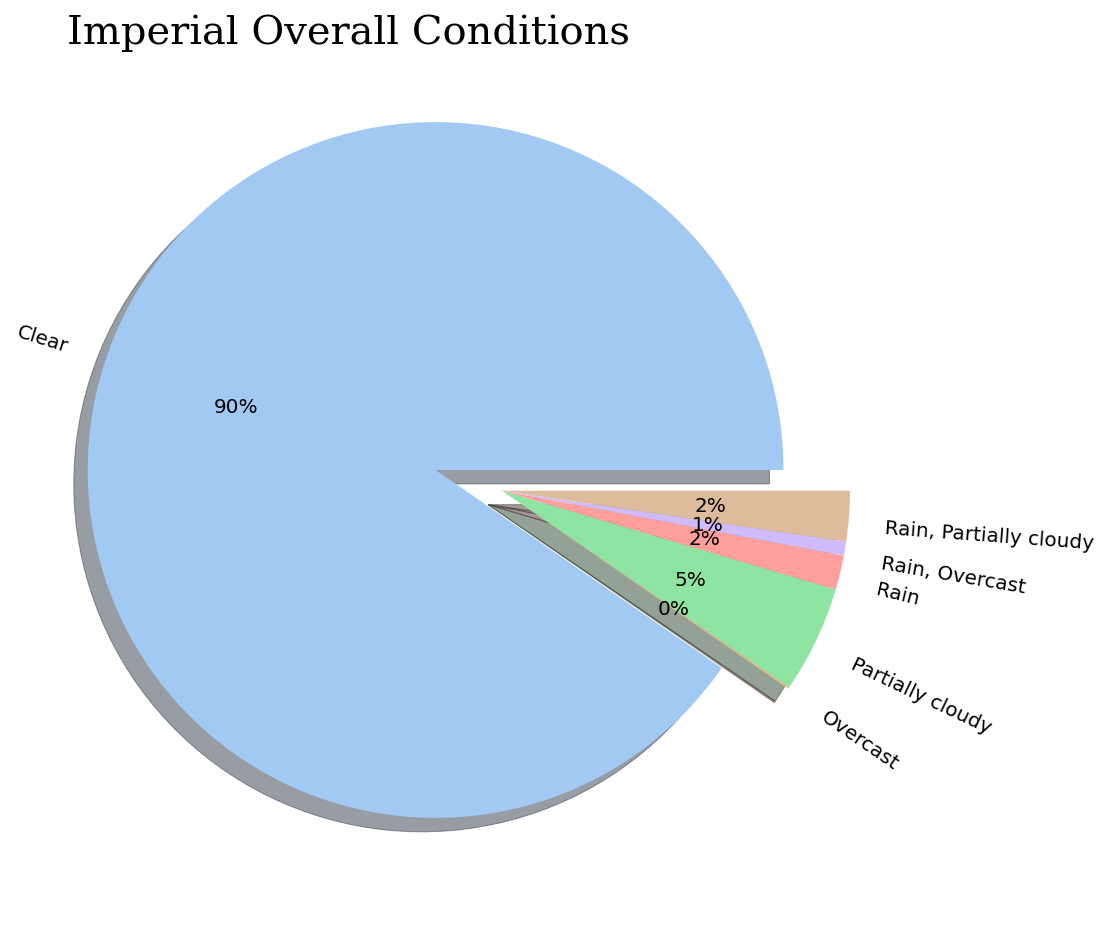 Imperial Overall Conditions
Clear
90%
2%
Rain, Partially cloudy
1%
Rain, Overcast
2%
Rain
5%
Partially cloudy
0%
Overcast